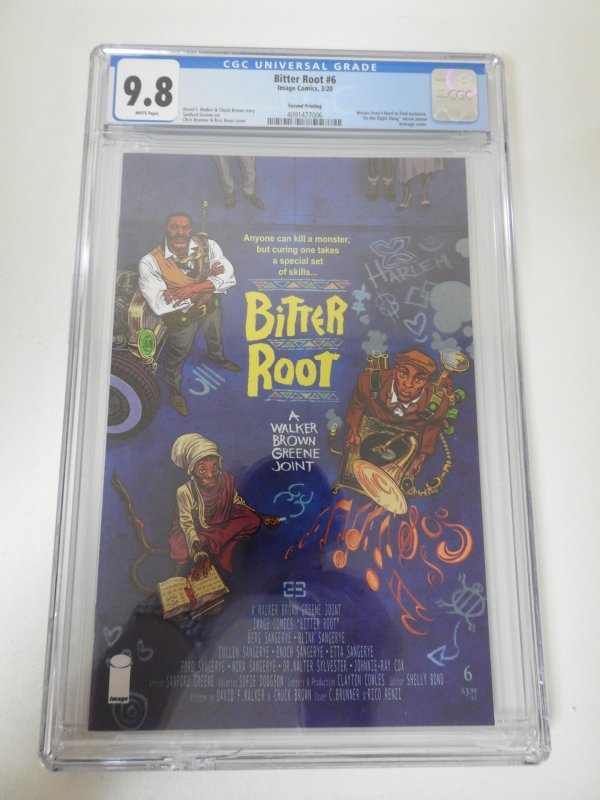 CGC UNIVERSAL GRADE
9.8
WHITE Pages
Bitter Root #6
Image Comics, 3/20
Second Printing
David F. Walker & Chuck Brown story
Sanford Greene art
Chris Brunner & Rico Renzi cover
4091477006
Heroes Aren't Hard to Find exclusive.
"Do the Right Thing" movie poster
homage cover.
CGC
Anyone can kill a monster,
but curing one takes
a special set
of skills...
HARLEM
BITTER
ROOT
A
WALKER
BROWN
GREENE
JOINT
A WALKER BROWN GREENE JOINT
IMAGE COMICS "BITTER ROOT"
BERG SANGERYE - BLINK SANGERYE
CULLEN SANGERYE - ENOCH SANGERYE - ETTA SANGERYE
FORD SANGERYE - NORA SANGERYE - DR. WALTER SYLVESTER - JOHNNIE-RAY COX
Artist SANFORD GREENE Colorist SOFIE DODGSON Letters & Production CLAYTON COWLES Editor SHELLY BOND
Written by DAVID F. WALKER & CHUCK BROWN Cover C. BRUNNER & RICO RENZI
image
6
$3.99
US